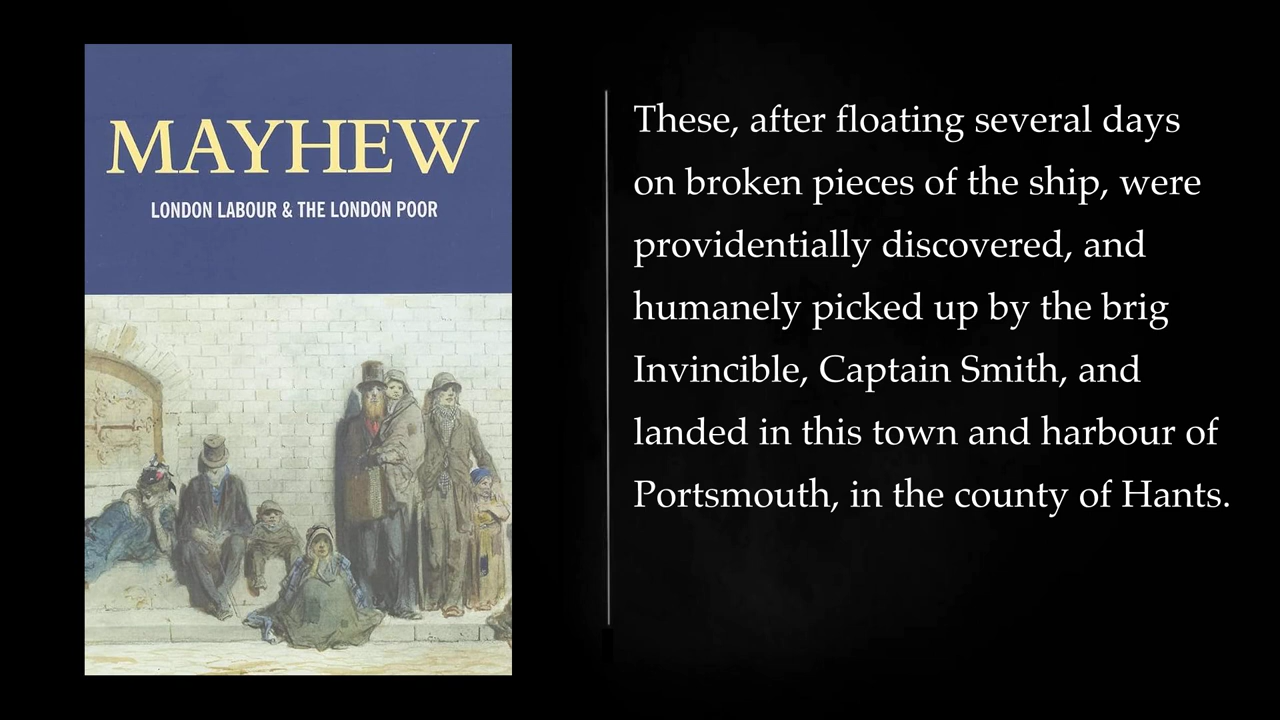 MAYHEW
LONDON LABOUR & THE LONDON POOR
These, after floating several days
on broken pieces of the ship, were
providentially discovered, and
humanely picked up by the brig
Invincible, Captain Smith, and
landed in this town and harbour of
Portsmouth, in the county of Hants.